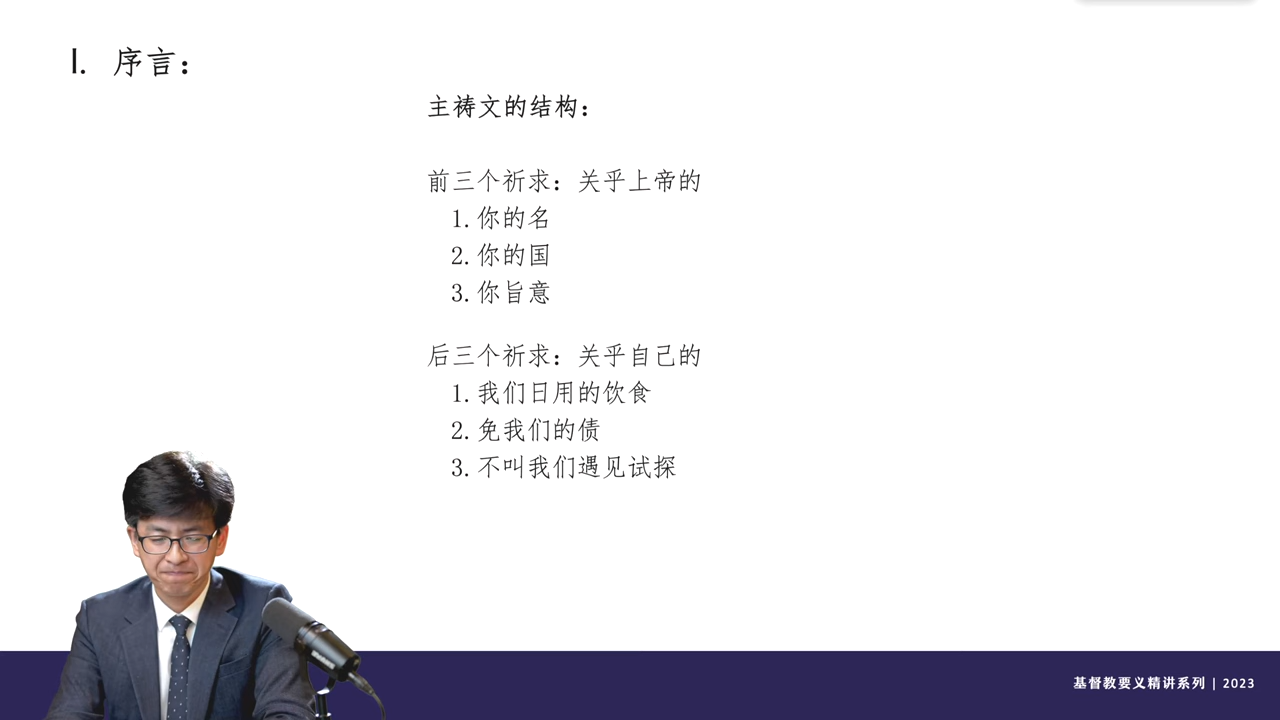 I. 序言：
主祷文的结构：
前三个祈求：关乎上帝的
1.你的名
2.你的国
3.你旨意
后三个祈求：关乎自己的
1.我们日用的饮食
2.免我们的债
3.不叫我们遇见试探
基督教要义精讲系列 | 2023